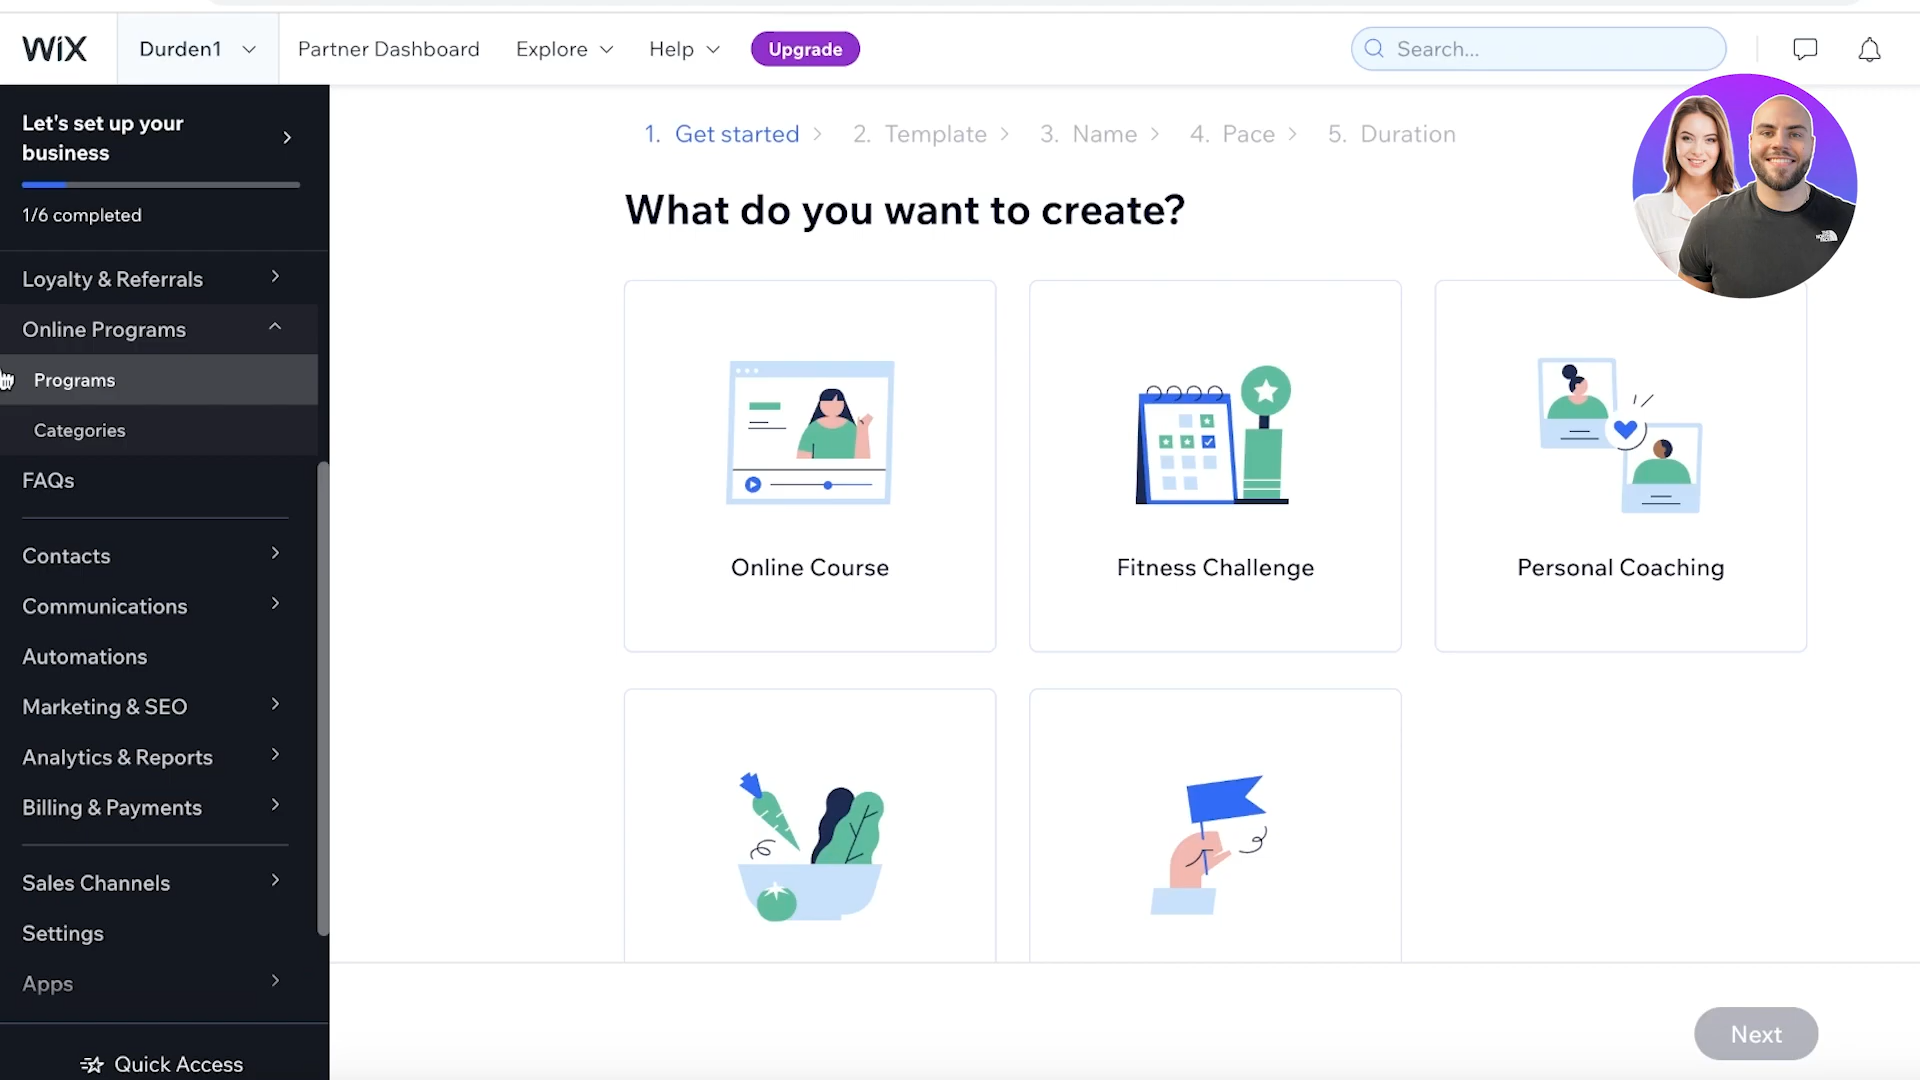 WiX
Durden1
Partner Dashboard
Explore
Help
Upgrade
Search...
Let's set up your
business
1/6 completed
Loyalty & Referrals
Online Programs
Programs
Categories
FAQs
Contacts
Communications
Automations
Marketing & SEO
Analytics & Reports
Billing & Payments
Sales Channels
Settings
Apps
Quick Access
1. Get started
2. Template
3. Name
4. Pace
5. Duration
What do you want to create?
Online Course
Fitness Challenge
Personal Coaching
Next